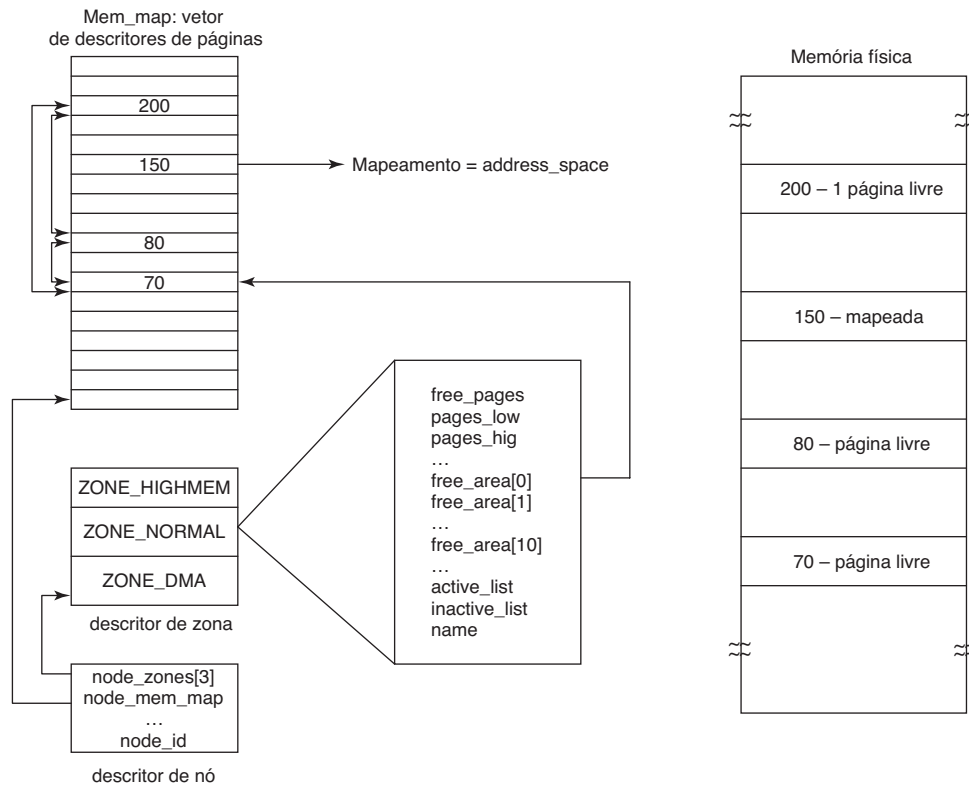 Mem_map: vetor
de descritores de páginas
200
150
80
70
Mapeamento = address_space
ZONE_HIGHMEM
ZONE_NORMAL
ZONE_DMA
descritor de zona
node_zones[3]
node_mem_map
…
node_id
descritor de nó
free_pages
pages_low
pages_hig
…
free_area[0]
free_area[1]
…
free_area[10]
…
active_list
inactive_list
name
Memória física
200 – 1 página livre
150 – mapeada
80 – página livre
70 – página livre